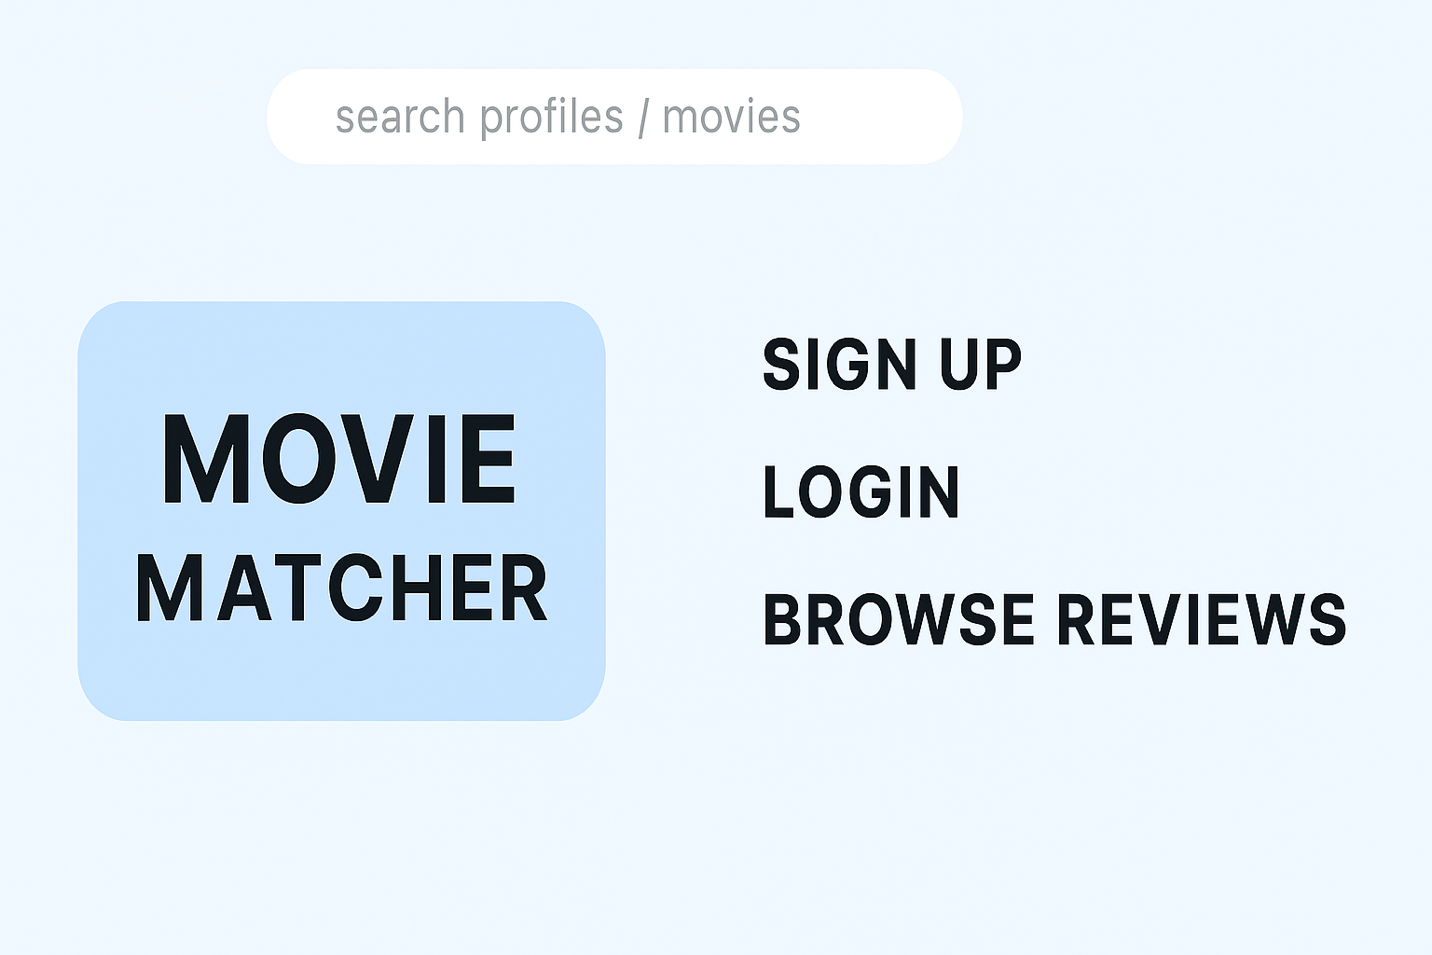 search profiles / movies
MOVIE
MATCHER
SIGN UP
LOGIN
BROWSE REVIEWS